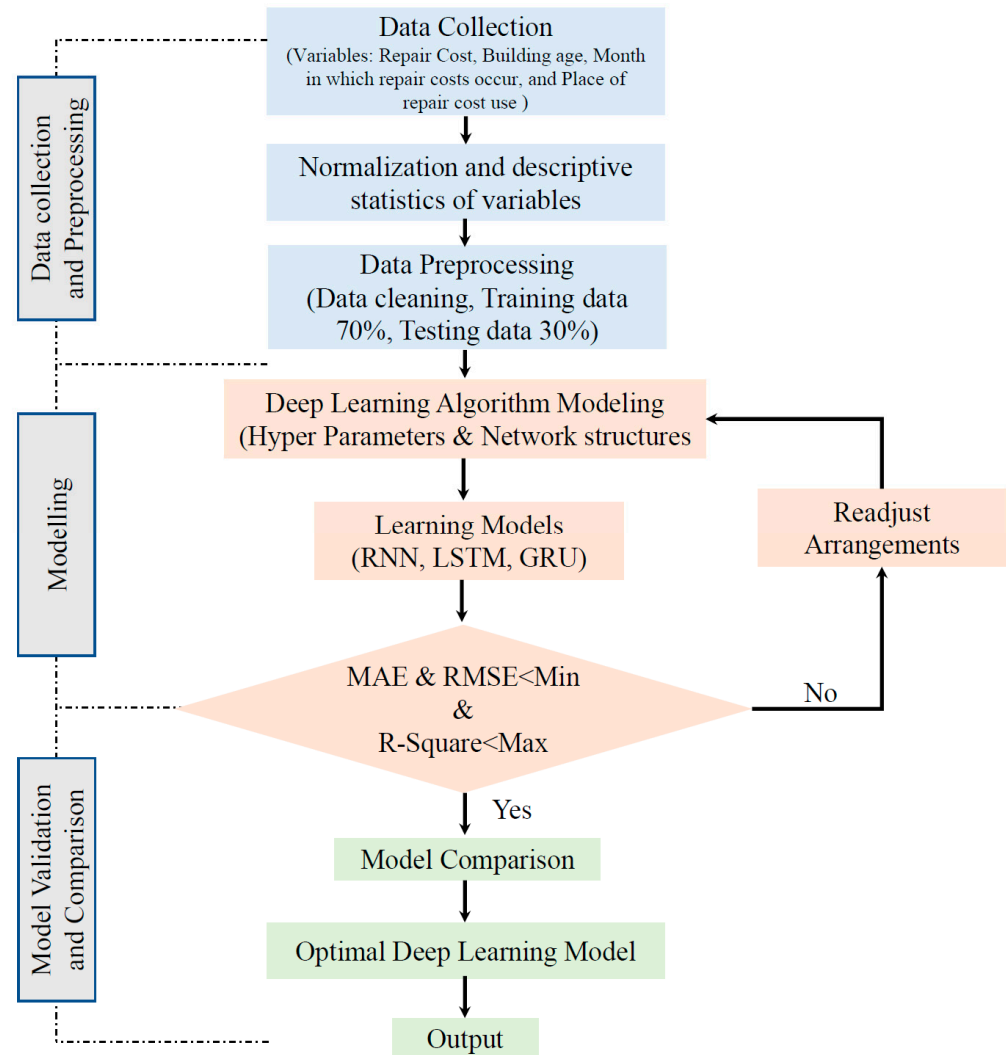 Data Collection
(Variables: Repair Cost, Building age, Month
in which repair costs occur, and Place of
repair cost use )
Normalization and descriptive
statistics of variables
Data Preprocessing
(Data cleaning, Training data
70%, Testing data 30%)
Data collection
and Preprocessing
Deep Learning Algorithm Modeling
(Hyper Parameters & Network structures
Learning Models
(RNN, LSTM, GRU)
Readjust
Arrangements
Modelling
MAE & RMSE<Min
&
R-Square<Max
No
Yes
Model Comparison
Optimal Deep Learning Model
Output
Model Validation
and Comparison